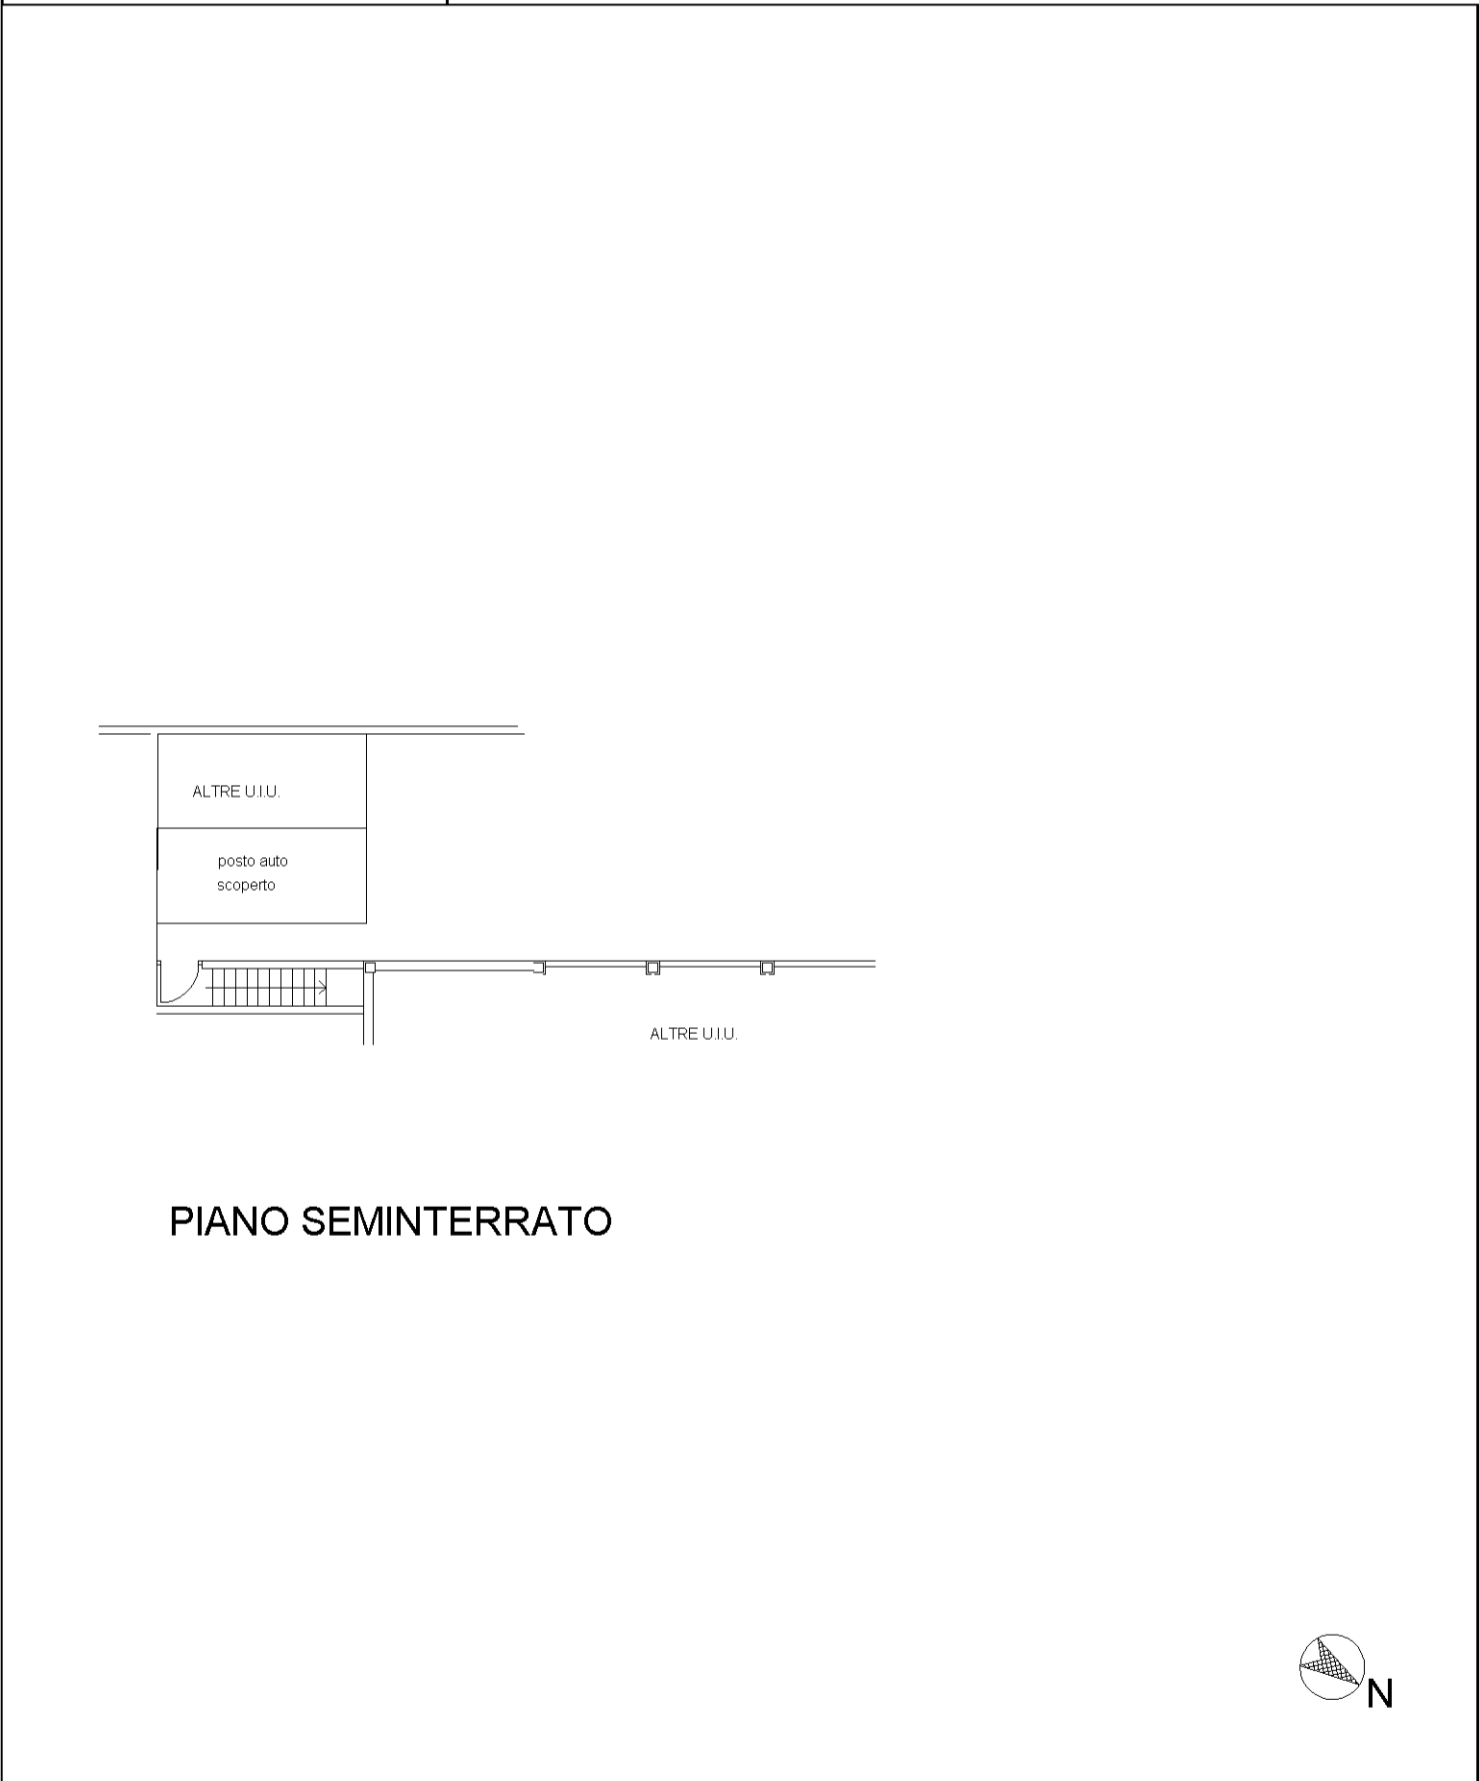 ALTRE U.I.U.
posto auto
scoperto
ALTRE U.I.U.
PIANO SEMINTERRATO
N